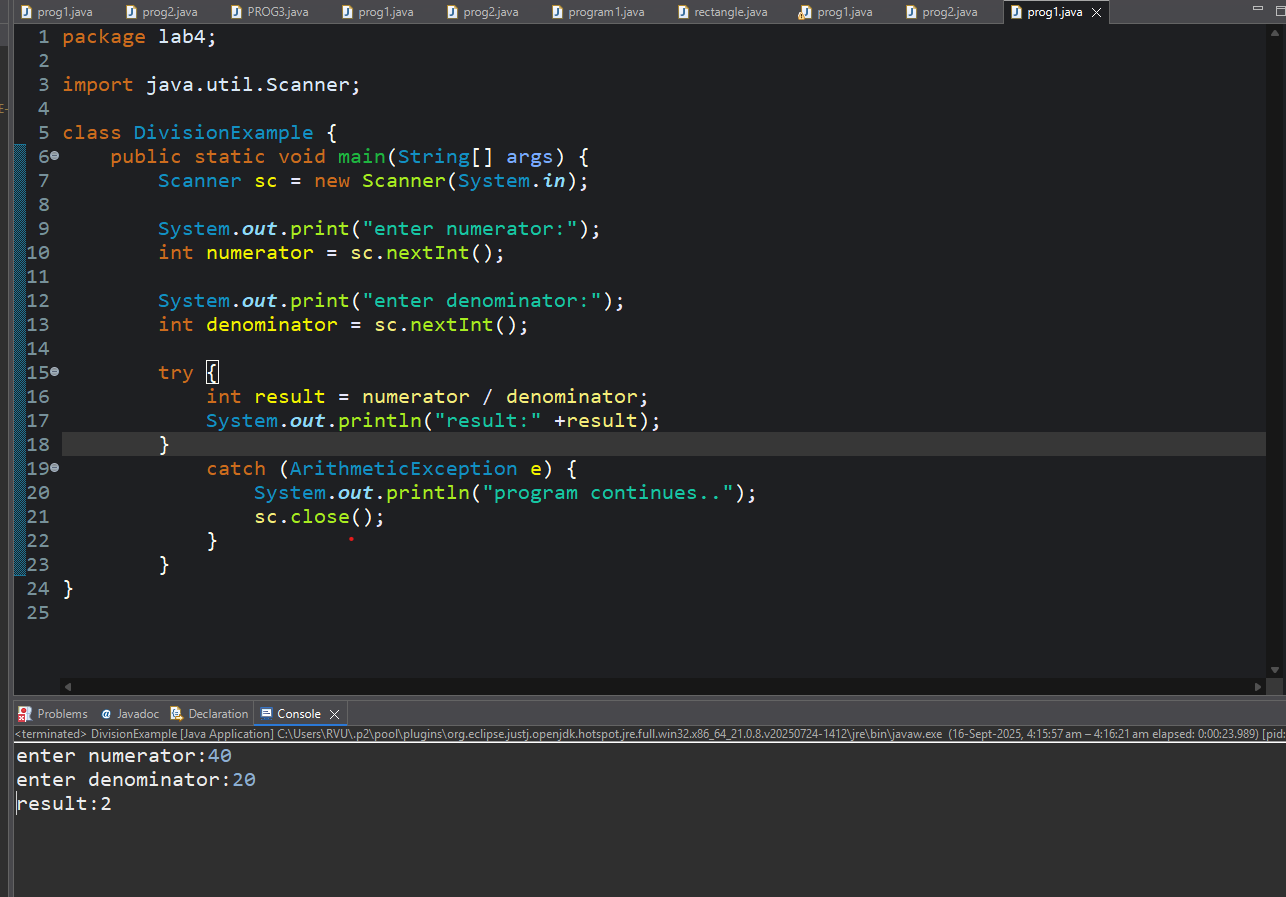 prog1.java prog2.java PROG3.java prog1.java prog2.java program1.java rectangle.java prog1.java prog2.java prog1.java
1 package lab4;
2
3 import java.util.Scanner;
4
5 class DivisionExample {
6 public static void main(String[] args) {
7 Scanner sc = new Scanner(System.in);
8
9 System.out.print("enter numerator:");
10 int numerator = sc.nextInt();
11
12 System.out.print("enter denominator:");
13 int denominator = sc.nextInt();
14
15 try {
16 int result = numerator / denominator;
17 System.out.println("result:" +result);
18 }
19 catch (ArithmeticException e) {
20 System.out.println("program continues..");
21 sc.close();
22 }
23 }
24 }
25
Problems Javadoc Declaration Console
<terminated> DivisionExample [Java Application] C:\Users\RVU\.p2\pool\plugins\org.eclipse.justj.openjdk.hotspot.jre.full.win32.x86_64_21.0.8.v20250724-1412\jre\bin\javaw.exe (16-Sept-2025, 4:15:57 am – 4:16:21 am elapsed: 0:00:23.989) [pid:
enter numerator:40
enter denominator:20
result:2